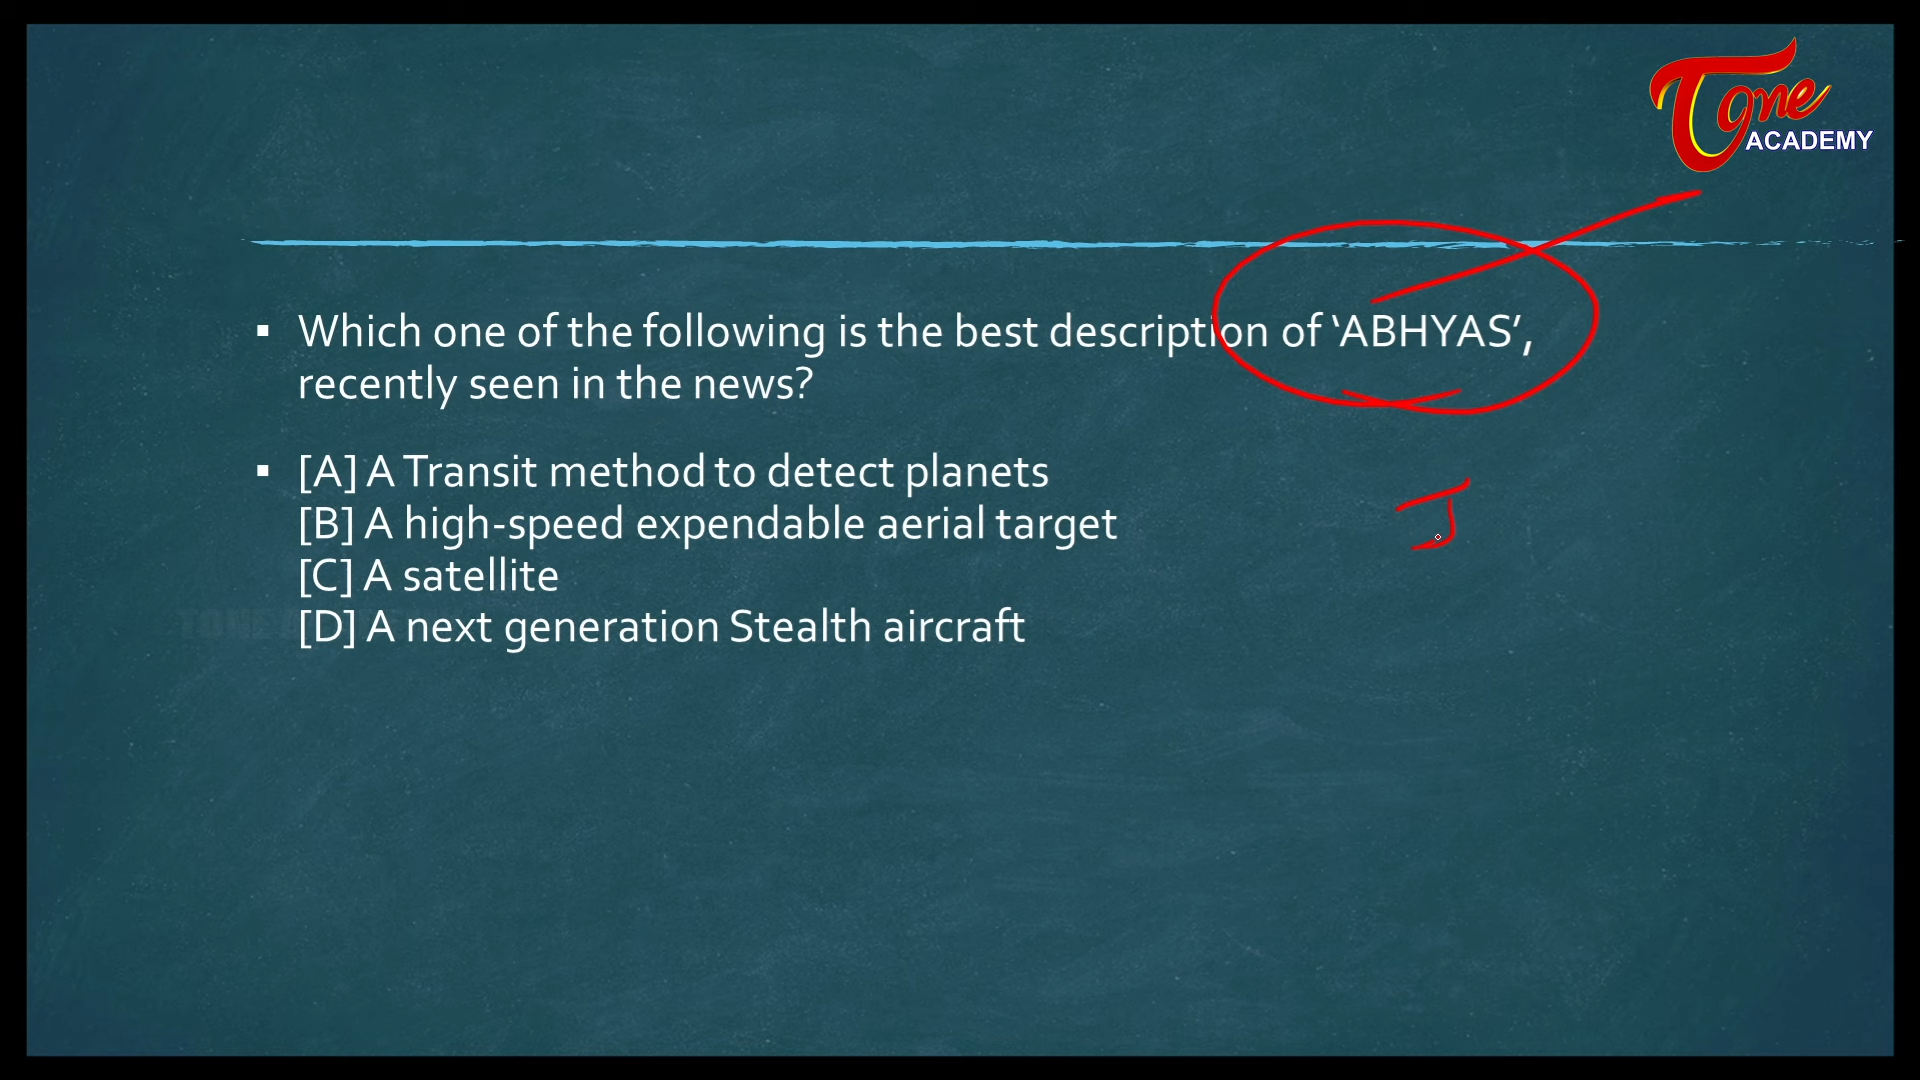 Tone
ACADEMY
▪ Which one of the following is the best description of ‘ABHYAS’,
recently seen in the news?
▪ [A] A Transit method to detect planets
[B] A high-speed expendable aerial target
[C] A satellite
[D] A next generation Stealth aircraft
TONE